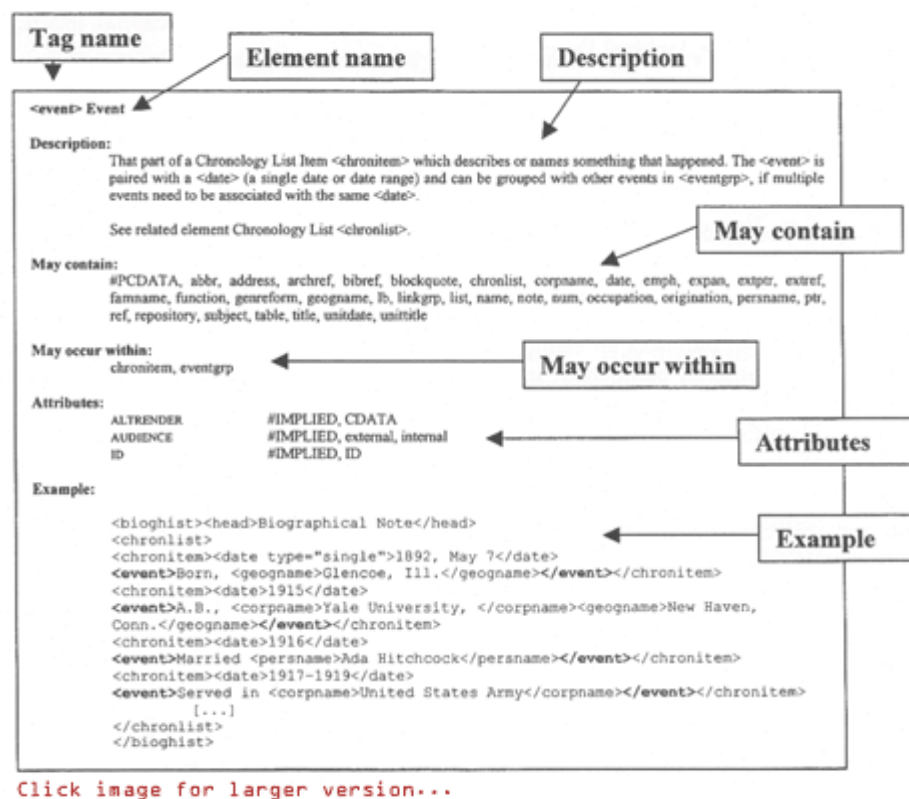 Tag name
Element name
Description
<event> Event
Description:
That part of a Chronology List Item <chronitem> which describes or names something that happened. The <event> is
paired with a <date> (a single date or date range) and can be grouped with other events in <eventgrp>, if multiple
events need to be associated with the same <date>.
See related element Chronology List <chronlist>.
May contain
May contain:
#PCDATA, abbr, address, archref, bibref, blockquote, chronlist, corpname, date, emph, expan, extptr, extref,
famname, function, genreform, geogname, lb, linkgrp, list, name, note, num, occupation, origination, persname, ptr,
ref, repository, subject, table, title, unitdate, unittitle
May occur within:
chronitem, eventgrp
May occur within
Attributes:
ALTRENDER #IMPLIED, CDATA
AUDIENCE #IMPLIED, external, internal
ID #IMPLIED, ID
Attributes
Example:
Example
<bioghist><head>Biographical Note</head>
<chronlist>
<chronitem><date type="single">1892, May 7</date>
<event>Born, <geogname>Glencoe, Ill.</geogname></event></chronitem>
<chronitem><date>1915</date>
<event>A.B., <corpname>Yale University, </corpname><geogname>New Haven,
Conn.</geogname></event></chronitem>
<chronitem><date>1916</date>
<event>Married <persname>Ada Hitchcock</persname></event></chronitem>
<chronitem><date>1917-1919</date>
<event>Served in <corpname>United States Army</corpname></event></chronitem>
[...]
</chronlist>
</bioghist>
Click image for larger version...